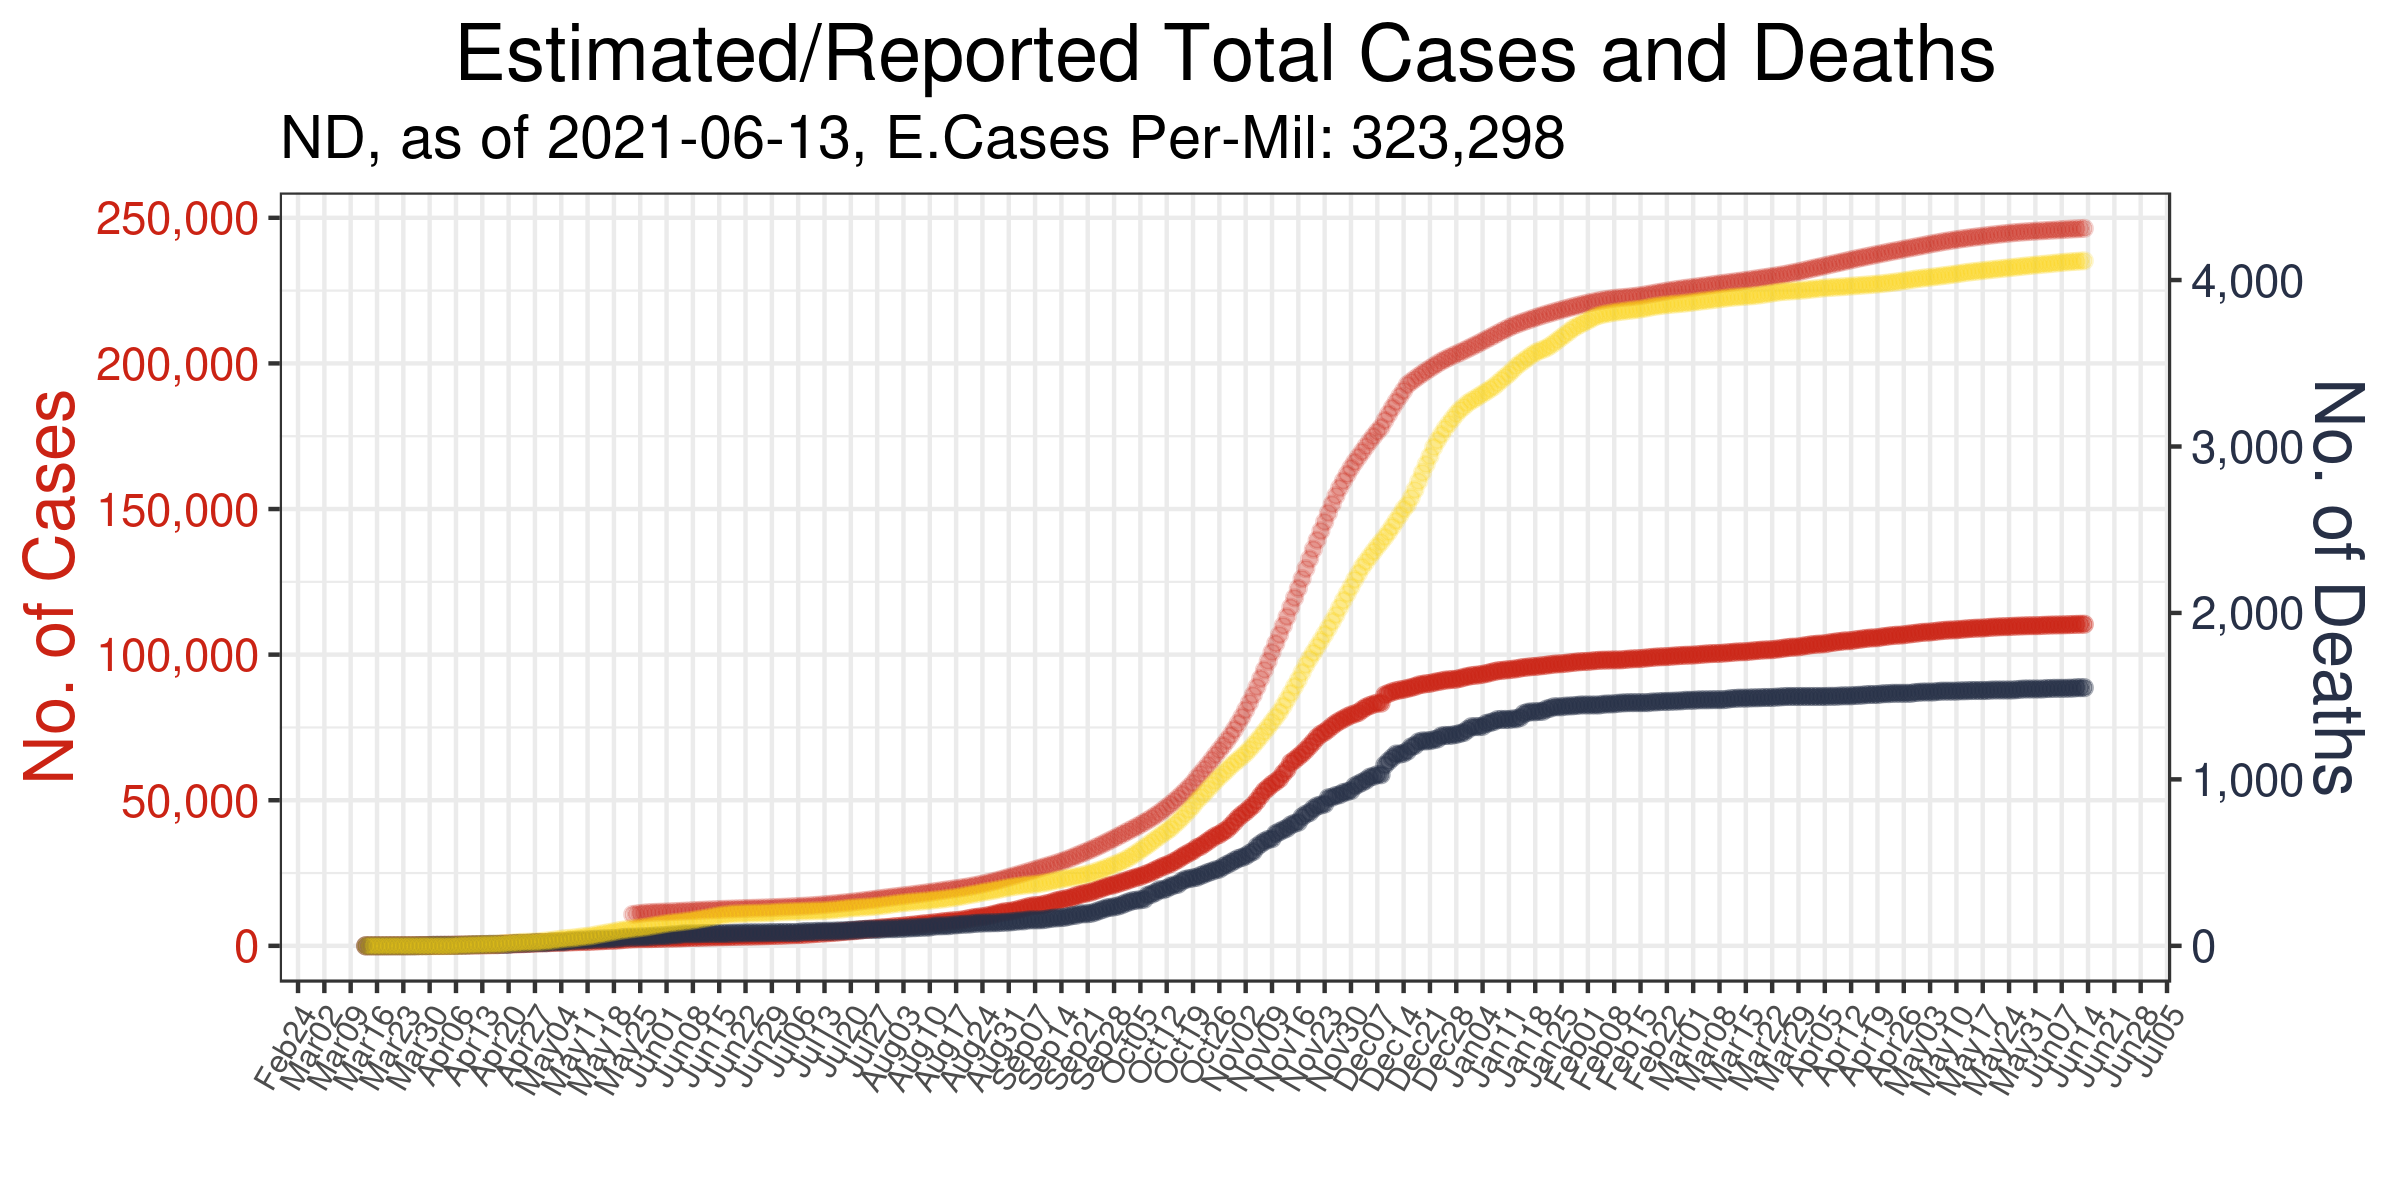 Estimated/Reported Total Cases and Deaths
ND, as of 2021-06-13, E.Cases Per-Mil: 323,298
No. of Cases
250,000
200,000
150,000
100,000
50,000
0
4,000
3,000
2,000
1,000
0
No. of Deaths
Feb24
Mar02
Mar09
Mar16
Mar23
Mar30
Apr06
Apr13
Apr20
Apr27
May04
May11
May18
May25
Jun01
Jun08
Jun15
Jun22
Jun29
Jul06
Jul13
Jul20
Jul27
Aug03
Aug10
Aug17
Aug24
Aug31
Sep07
Sep14
Sep21
Sep28
Oct05
Oct12
Oct19
Oct26
Nov02
Nov09
Nov16
Nov23
Nov30
Dec07
Dec14
Dec21
Dec28
Jan04
Jan11
Jan18
Jan25
Feb01
Feb08
Feb15
Feb22
Mar01
Mar08
Mar15
Mar22
Mar29
Apr05
Apr12
Apr19
Apr26
May03
May10
May17
May24
May31
Jun07
Jun14
Jun21
Jun28
Jul05